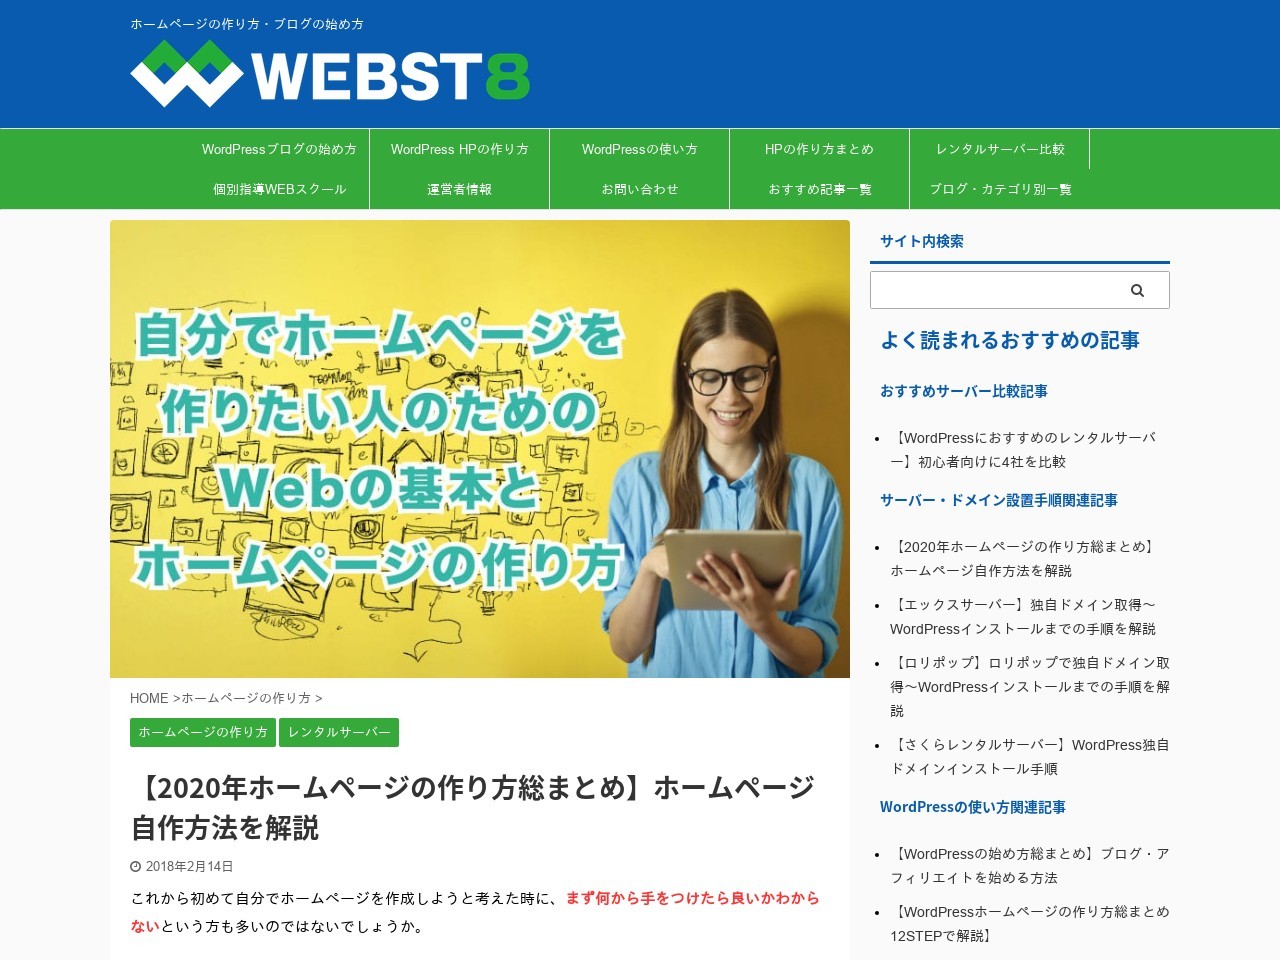 ホームページの作り方・ブログの始め方
WEBST8
WordPressブログの始め方
WordPress HPの作り方
WordPressの使い方
HPの作り方まとめ
レンタルサーバー比較
個別指導WEBスクール
運営者情報
お問い合わせ
おすすめ記事一覧
ブログ・カテゴリ別一覧
自分でホームページを
作りたい人のための
Webの基本と
ホームページの作り方
HOME >ホームページの作り方 >
ホームページの作り方
レンタルサーバー
【2020年ホームページの作り方総まとめ】ホームページ
自作方法を解説
2018年2月14日
これから初めて自分でホームページを作成しようと考えた時に、まず何から手をつけたら良いかわから
ないという方も多いのではないでしょうか。
サイト内検索
よく読まれるおすすめの記事
おすすめサーバー比較記事
【WordPressにおすすめのレンタルサーバ
ー】初心者向けに4社を比較
サーバー・ドメイン設置手順関連記事
【2020年ホームページの作り方総まとめ】
ホームページ自作方法を解説
【エックスサーバー】独自ドメイン取得〜
WordPressインストールまでの手順を解説
【ロリポップ】ロリポップで独自ドメイン取
得〜WordPressインストールまでの手順を解
説
【さくらレンタルサーバー】WordPress独自
ドメインインストール手順
WordPressの使い方関連記事
【WordPressの始め方総まとめ】ブログ・ア
フィリエイトを始める方法
【WordPressホームページの作り方総まとめ
12STEPで解説】